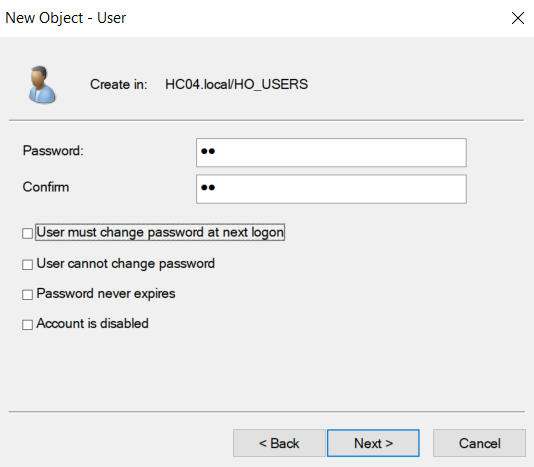 New Object - User
Create in: HC04.local/HO_USERS
Password: ●●
Confirm ●●
User must change password at next logon
User cannot change password
Password never expires
Account is disabled
< Back Next > Cancel